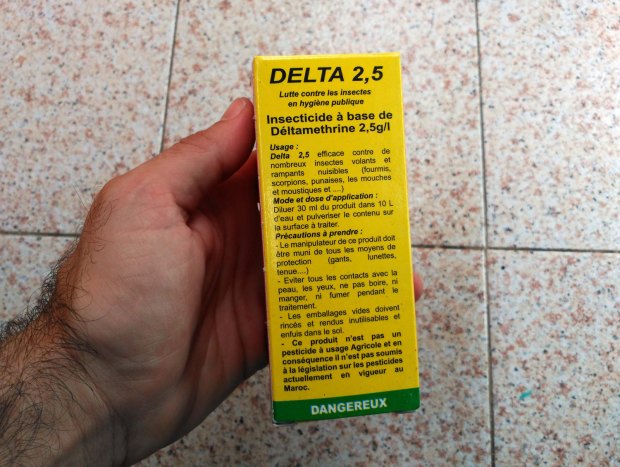 DELTA 2,5
Lutte contre les insectes
en hygiène publique
Insecticide à base de
Déltamethrine 2,5g/l
Usage :
Delta 2,5 efficace contre de
nombreux insectes volants et
rampants nuisibles (fourmis,
scorpions, punaises, les mouches
et moustiques et ....)
Mode et dose d'application :
Diluer 30 ml du produit dans 10 L
d'eau et pulveriser le contenu sur
la surface à traiter.
Précautions à prendre :
- Le manipulateur de ce produit doit
être muni de tous les moyens de
protection (gants, lunettes,
tenue....)
- Eviter tous les contacts avec la
peau, les yeux, ne pas boire, ni
manger, ni fumer pendant le
traitement.
- Les emballages vides doivent
rincés et rendus inutilisables et
enfuis dans le sol.
- Ce produit n'est pas un
pesticide à usage Agricole et en
conséquence il n'est pas soumis
à la législation sur les pesticides
actuellement en vigueur au
Maroc.
DANGEREUX